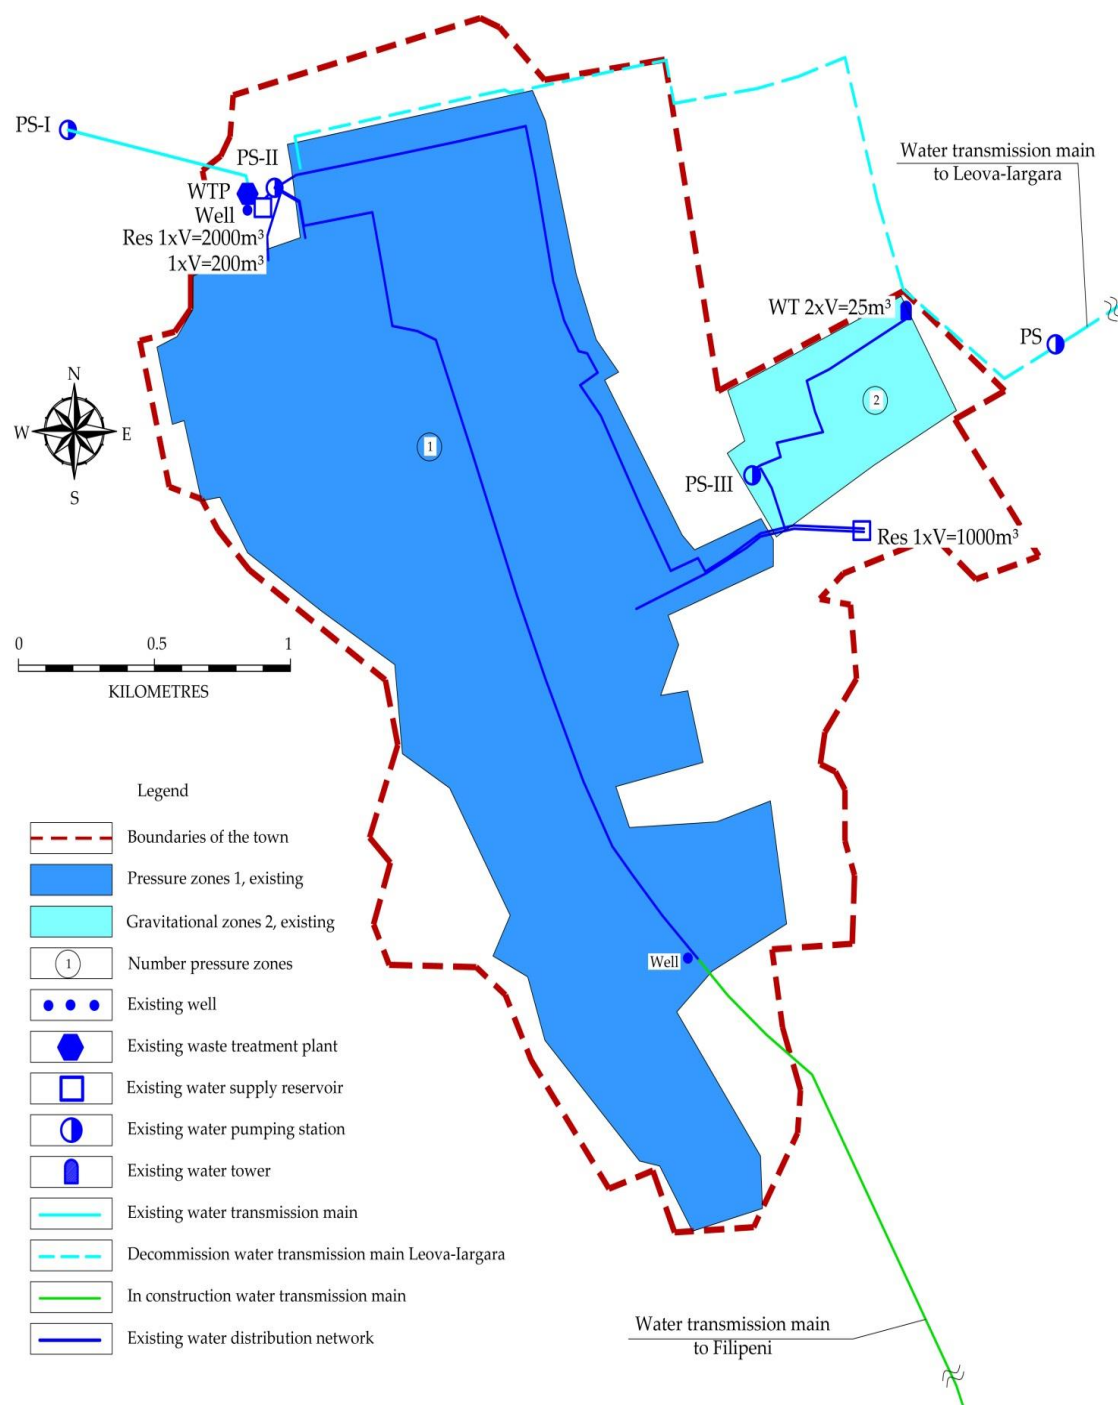 PS-I
PS-II
WTP
Well
Res 1xV=2000m³
1xV=200m³
Water transmission main
to Leova-Iargara
WT 2xV=25m³
PS
N
W
E
S
1
2
PS-III
Res 1xV=1000m³
0
0.5
1
KILOMETRES
Well
Legend
Boundaries of the town
Pressure zones 1, existing
Gravitational zones 2, existing
1
Number pressure zones
Existing well
Existing waste treatment plant
Existing water supply reservoir
Existing water pumping station
Existing water tower
Existing water transmission main
Decommission water transmission main Leova-Iargara
In construction water transmission main
Existing water distribution network
Water transmission main
to Filipeni